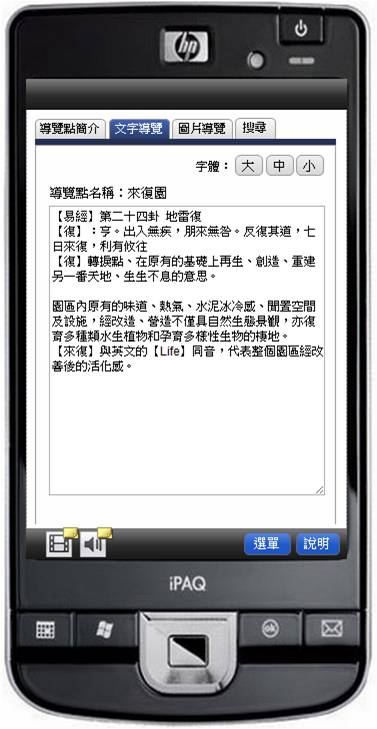 hp
導覽點簡介 文字導覽 圖片導覽 搜尋
字體： 大 中 小
導覽點名稱：來復園
【易經】第二十四卦 地雷復
【復】：亨。出入無疾，朋來無咎。反復其道，七
日來復，利有攸往
【復】轉捩點、在原有的基礎上再生、創造、重建
另一番天地、生生不息的意思。
園區內原有的味道、熱氣、水泥冰冷感、閒置空間
及設施，經改造、營造不僅具自然生態景觀，亦復
育多種類水生植物和孕育多樣性生物的棲地。
【來復】與英文的【Life】同音，代表整個園區經改
善後的活化感。
選單 說明
iPAQ
ok